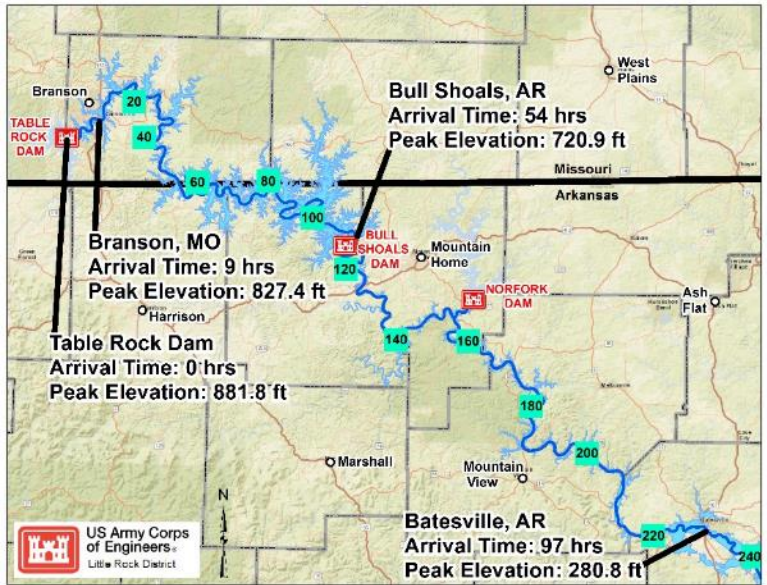 West
Plains
Branson
20
TABLE
ROCK
DAM
40
Bull Shoals, AR
Arrival Time: 54 hrs
Peak Elevation: 720.9 ft
60
80
Missouri
Arkansas
100
BULL
SHOALS
DAM
120
Mountain
Home
Branson, MO
Arrival Time: 9 hrs
Peak Elevation: 827.4 ft
NORFORK
DAM
Ash
Flat
Harrison
140
160
Table Rock Dam
Arrival Time: 0 hrs
Peak Elevation: 881.8 ft
180
200
Marshall
Mountain
View
N
US Army Corps
of Engineers®
Little Rock District
Batesville, AR
Arrival Time: 97 hrs
Peak Elevation: 280.8 ft
220
240